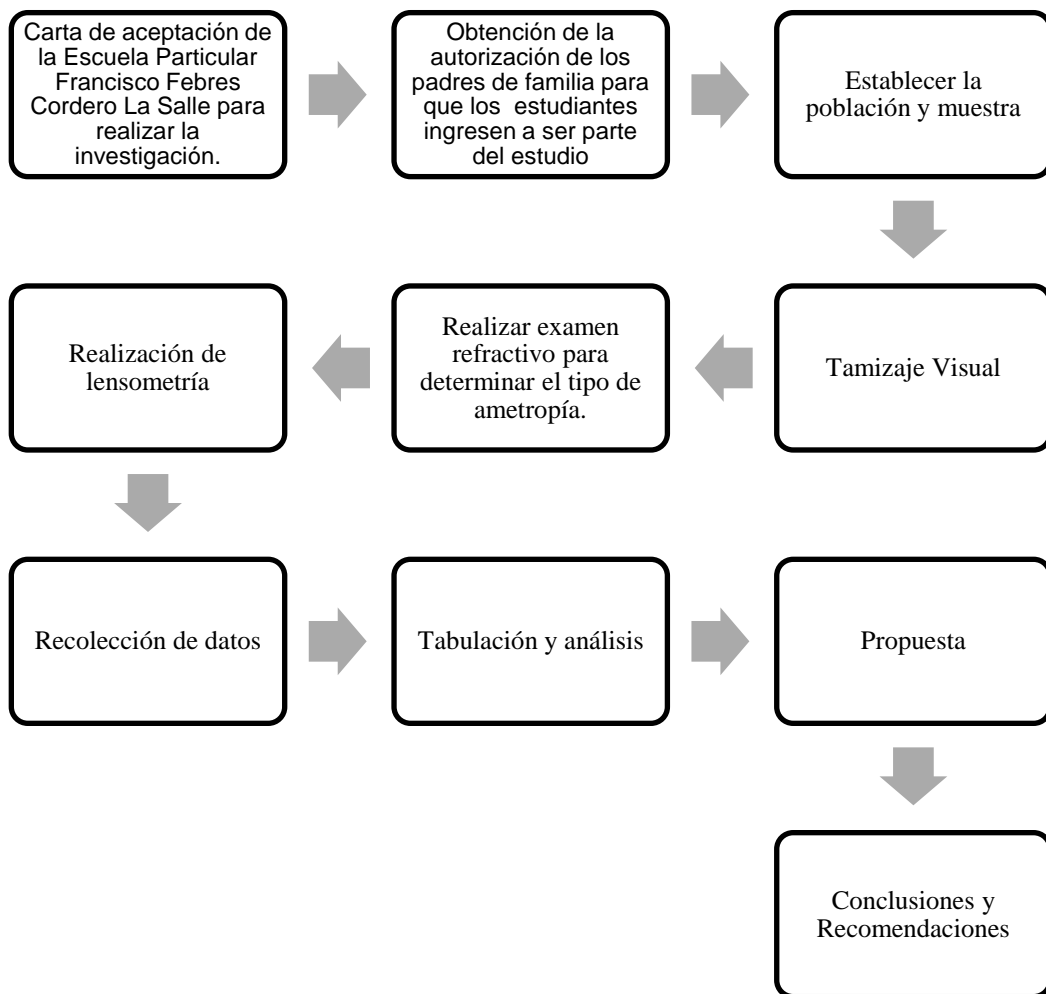 Carta de aceptación de
la Escuela Particular
Francisco Febres
Cordero La Salle para
realizar la
investigación.
Obtención de la
autorización de los
padres de familia para
que los estudiantes
ingresen a ser parte
del estudio
Establecer la
población y muestra
Tamizaje Visual
Realizar examen
refractivo para
determinar el tipo de
ametropía.
Realización de
lensometría
Recolección de datos
Tabulación y análisis
Propuesta
Conclusiones y
Recomendaciones